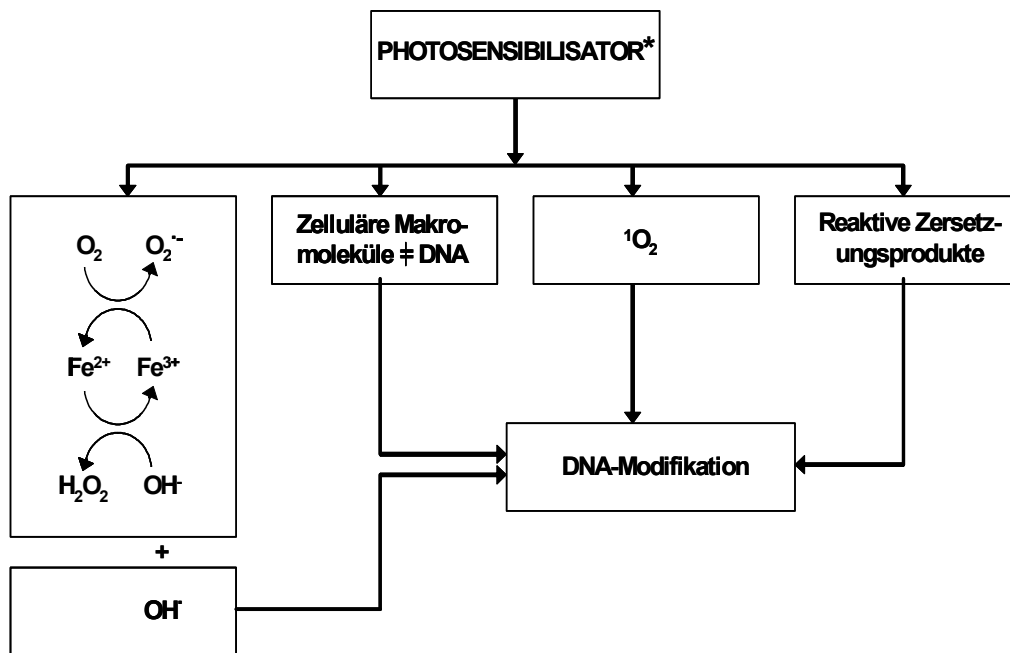 PHOTOSENSIBILISATOR*
O₂ O₂˙⁻
Fe²⁺ Fe³⁺
H₂O₂ OH⁻
+
OH˙
Zelluläre Makro-
moleküle ǂ DNA
¹O₂
Reaktive Zersetz-
ungsprodukte
DNA-Modifikation